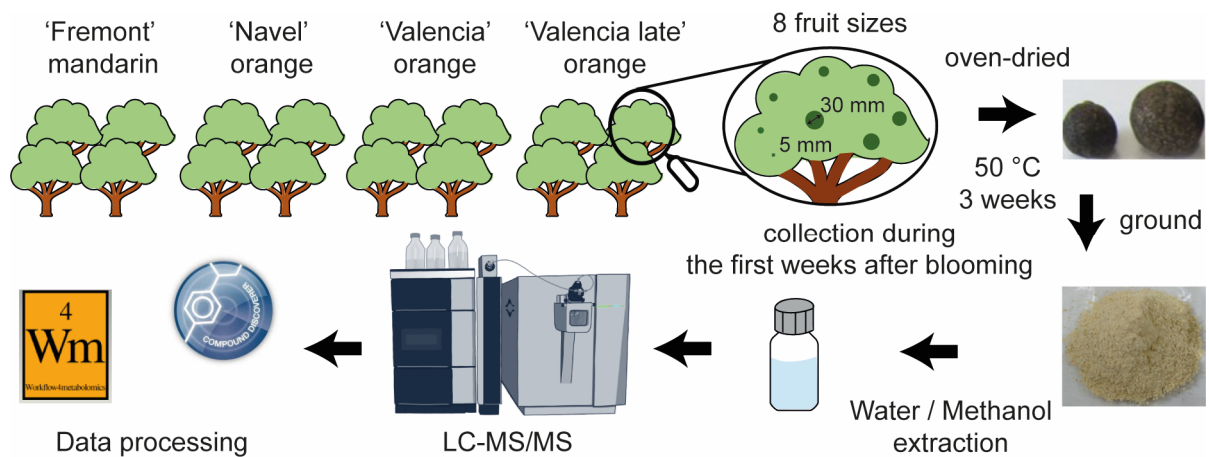 ‘Fremont’
mandarin
‘Navel’
orange
‘Valencia’
orange
‘Valencia late’
orange
8 fruit sizes
30 mm
5 mm
collection during
the first weeks after blooming
oven-dried
50 °C
3 weeks
ground
Water / Methanol
extraction
LC-MS/MS
COMPOUND DISCOVERER
4
Wm
Workflow4metabolomics
Data processing